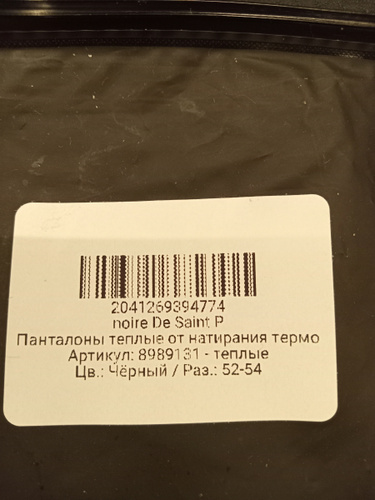 2041269394774
noire De Saint P
Панталоны теплые от натирания термо
Артикул: 8989131 - теплые
Цв.: Чёрный / Раз.: 52-54